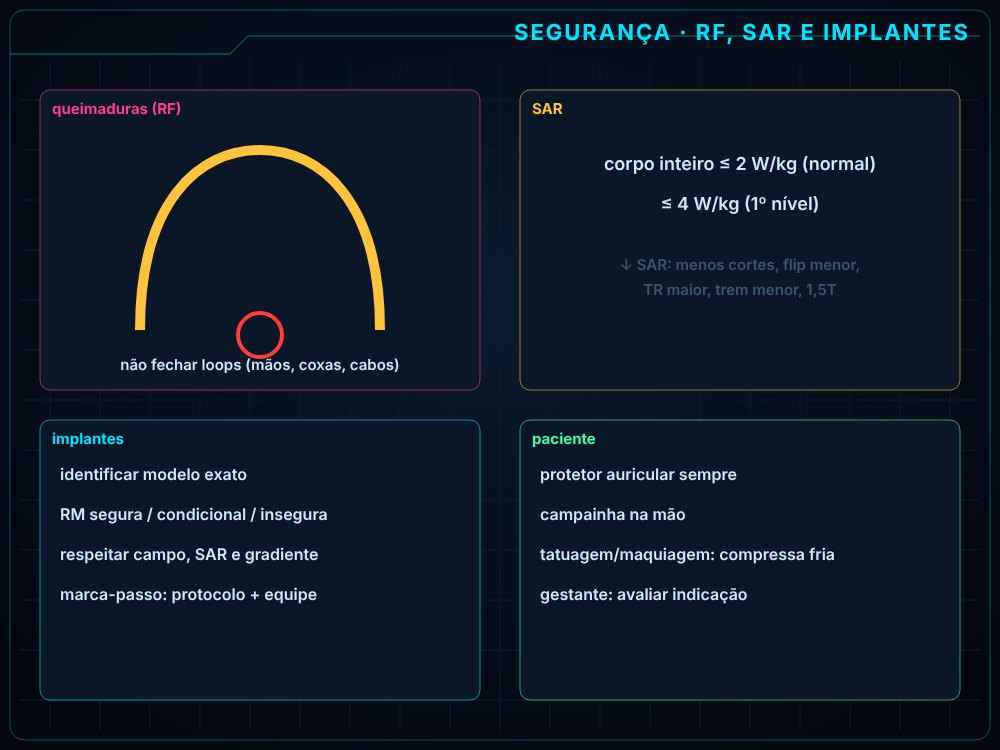 SEGURANÇA · RF, SAR E IMPLANTES
queimaduras (RF)
não fechar loops (mãos, coxas, cabos)
SAR
corpo inteiro ≤ 2 W/kg (normal)
≤ 4 W/kg (1º nível)
↓ SAR: menos cortes, flip menor,
TR maior, trem menor, 1,5T
implantes
identificar modelo exato
RM segura / condicional / insegura
respeitar campo, SAR e gradiente
marca-passo: protocolo + equipe
paciente
protetor auricular sempre
campainha na mão
tatuagem/maquiagem: compressa fria
gestante: avaliar indicação